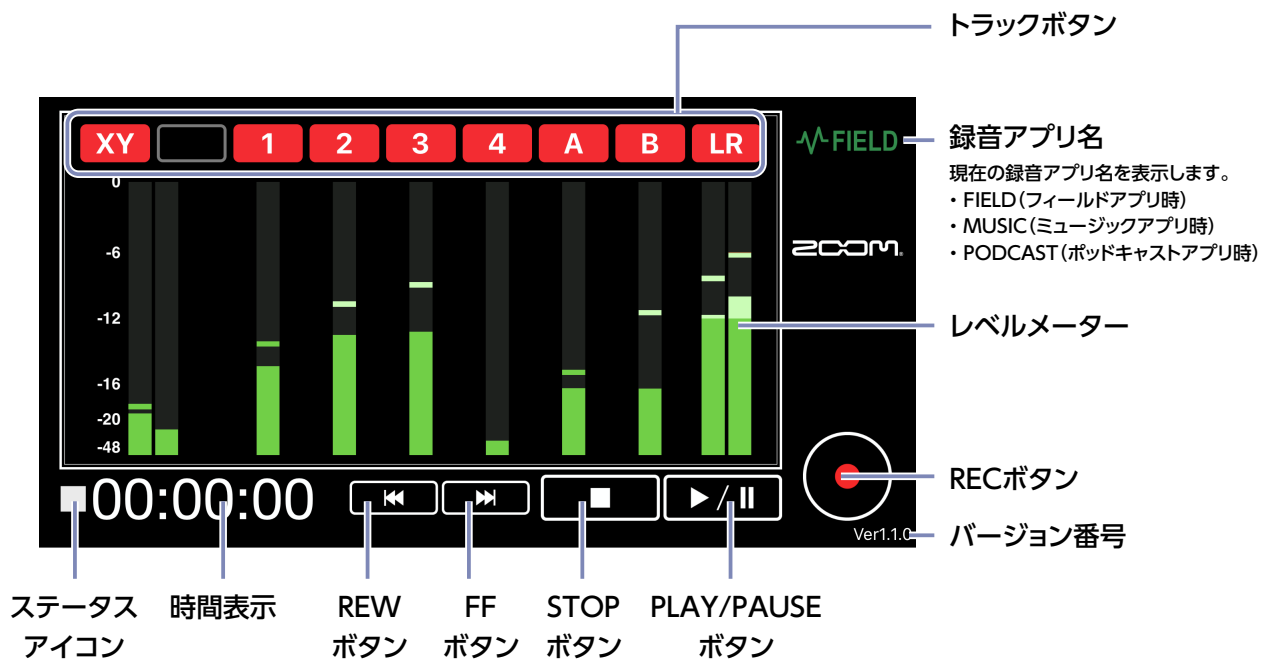 トラックボタン
XY 1 2 3 4 A B LR
FIELD
録音アプリ名
現在の録音アプリ名を表示します。
・FIELD（フィールドアプリ時）
・MUSIC（ミュージックアプリ時）
・PODCAST（ポッドキャストアプリ時）
zoom.
0
-6
-12
-16
-20
-48
レベルメーター
RECボタン
00:00:00
Ver1.1.0
バージョン番号
ステータス
アイコン
時間表示
REW
ボタン
FF
ボタン
STOP
ボタン
PLAY/PAUSE
ボタン